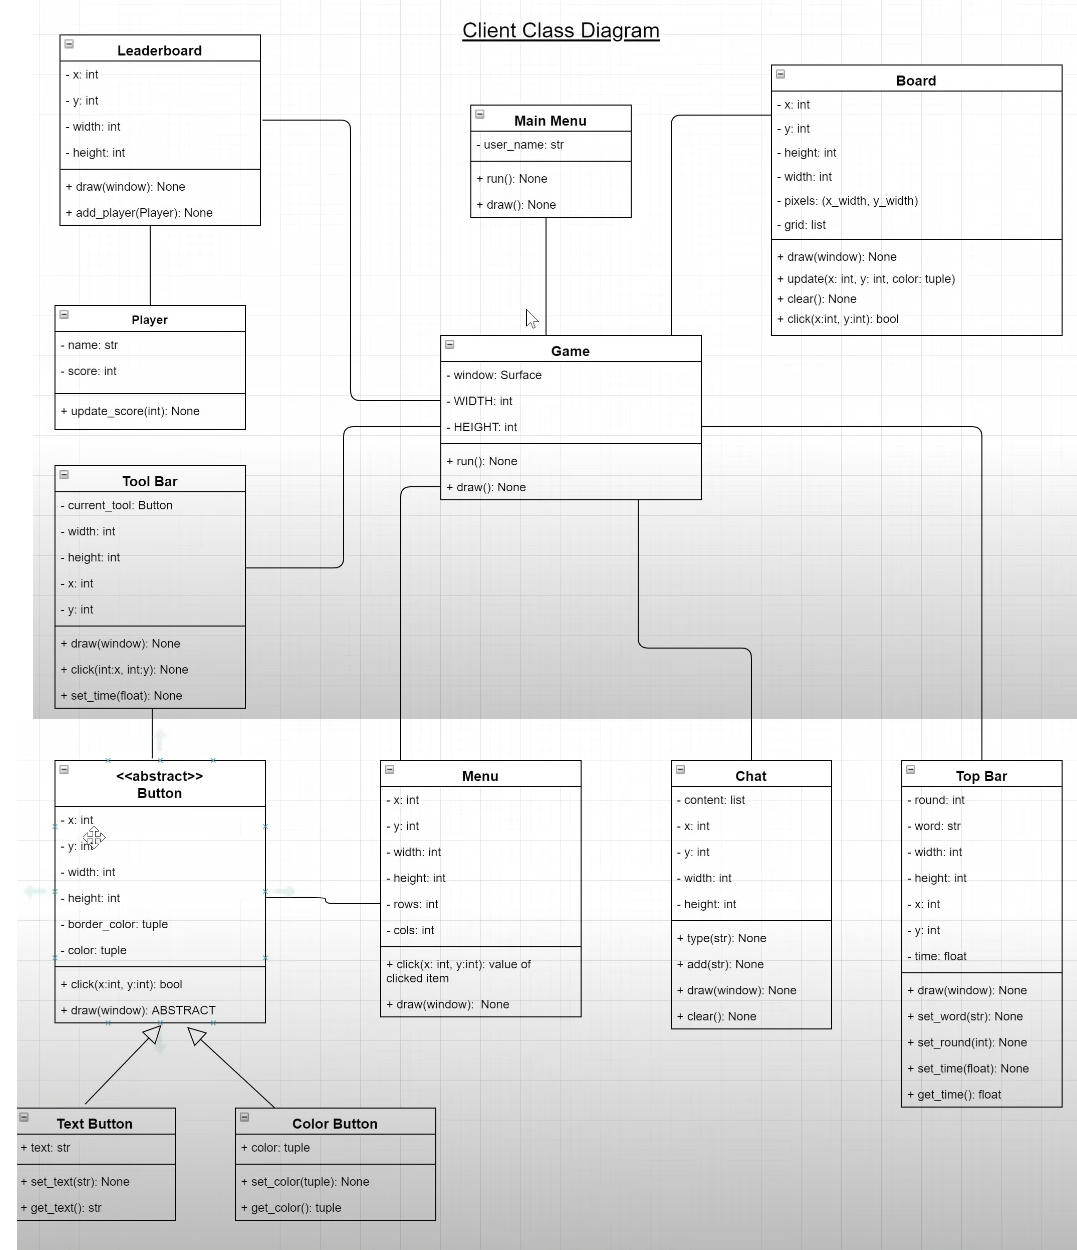 Client Class Diagram
Leaderboard
- x: int
- y: int
- width: int
- height: int
+ draw(window): None
+ add_player(Player): None
Main Menu
- user_name: str
+ run(): None
+ draw(): None
Board
- x: int
- y: int
- height: int
- width: int
- pixels: (x_width, y_width)
- grid: list
+ draw(window): None
+ update(x: int, y: int, color: tuple)
+ clear(): None
+ click(x:int, y:int): bool
Player
- name: str
- score: int
+ update_score(int): None
Game
- window: Surface
- WIDTH: int
- HEIGHT: int
+ run(): None
+ draw(): None
Tool Bar
- current_tool: Button
- width: int
- height: int
- x: int
- y: int
+ draw(window): None
+ click(int:x, int:y): None
+ set_time(float): None
<<abstract>>
Button
- x: int
- y: int
- width: int
- height: int
- border_color: tuple
- color: tuple
+ click(x:int, y:int): bool
+ draw(window): ABSTRACT
Menu
- x: int
- y: int
- width: int
- height: int
- rows: int
- cols: int
+ click(x: int, y:int): value of
clicked item
+ draw(window): None
Chat
- content: list
- x: int
- y: int
- width: int
- height: int
+ type(str): None
+ add(str): None
+ draw(window): None
+ clear(): None
Top Bar
- round: int
- word: str
- width: int
- height: int
- x: int
- y: int
- time: float
+ draw(window): None
+ set_word(str): None
+ set_round(int): None
+ set_time(float): None
+ get_time(): float
Text Button
+ text: str
+ set_text(str): None
+ get_text(): str
Color Button
+ color: tuple
+ set_color(tuple): None
+ get_color(): tuple